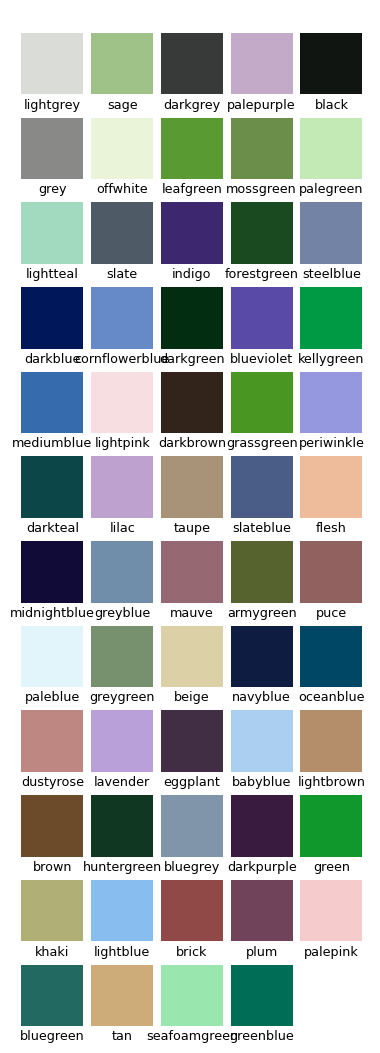 lightgrey sage darkgrey palepurple black
grey offwhite leafgreen mossgreen palegreen
lightteal slate indigo forestgreen steelblue
darkblue cornflowerblue darkgreen blueviolet kellygreen
mediumblue lightpink darkbrown grassgreen periwinkle
darkteal lilac taupe slateblue flesh
midnightblue greyblue mauve armygreen puce
paleblue greygreen beige navyblue oceanblue
dustyrose lavender eggplant babyblue lightbrown
brown huntergreen bluegrey darkpurple green
khaki lightblue brick plum palepink
bluegreen tan seafoamgreen greenblue